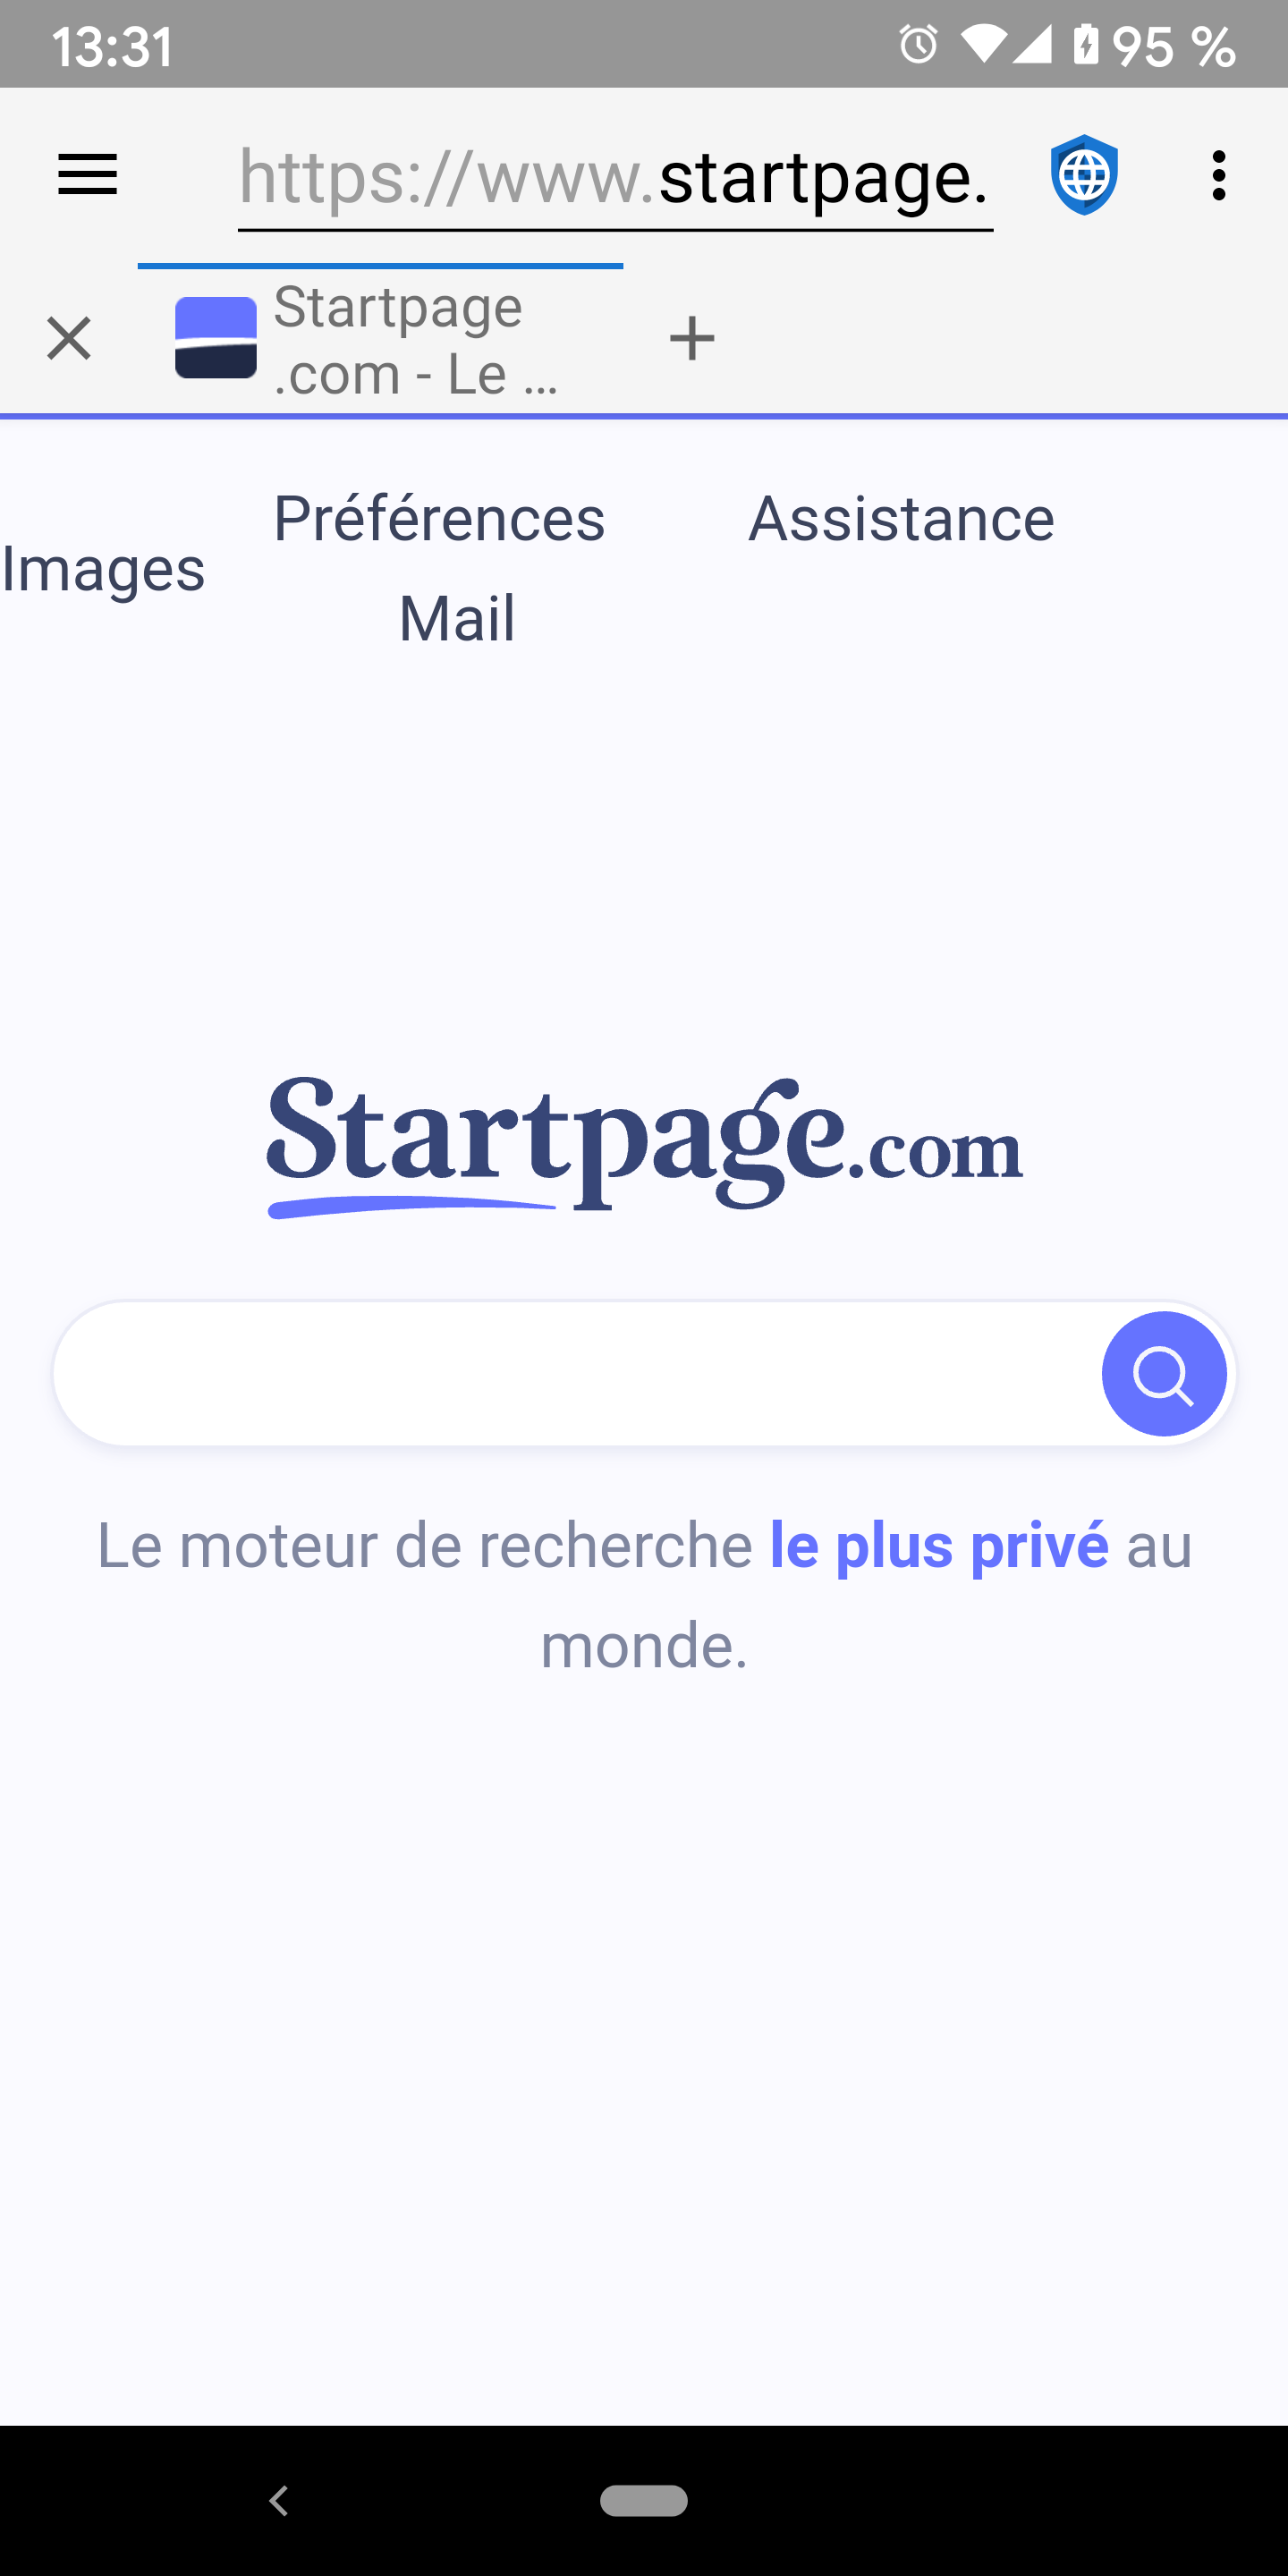 13:31 95 %
https://www.startpage.
Startpage
.com - Le ...
Préférences Assistance
Images
Mail
Startpage.com
Le moteur de recherche le plus privé au
monde.